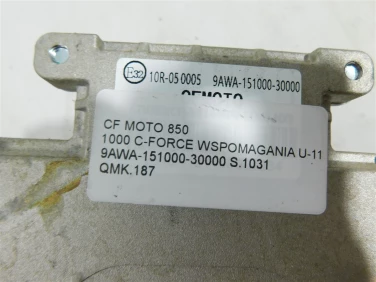 E32 10R-05 0005 9AWA-151000-30000
CFMOTO
CF MOTO 850
1000 C-FORCE WSPOMAGANIA U-11
9AWA-151000-30000 S.1031
QMK.187